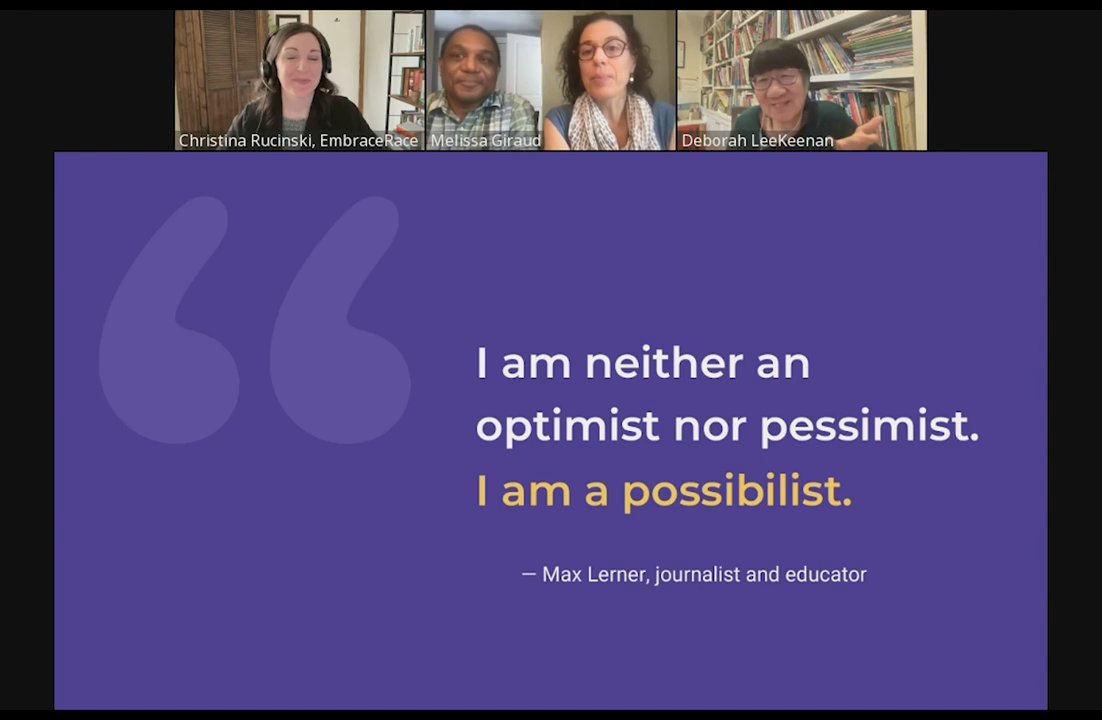 Christina Rucinski, EmbraceRace
Melissa Giraud
Deborah LeeKeenan
I am neither an
optimist nor pessimist.
I am a possibilist.
— Max Lerner, journalist and educator